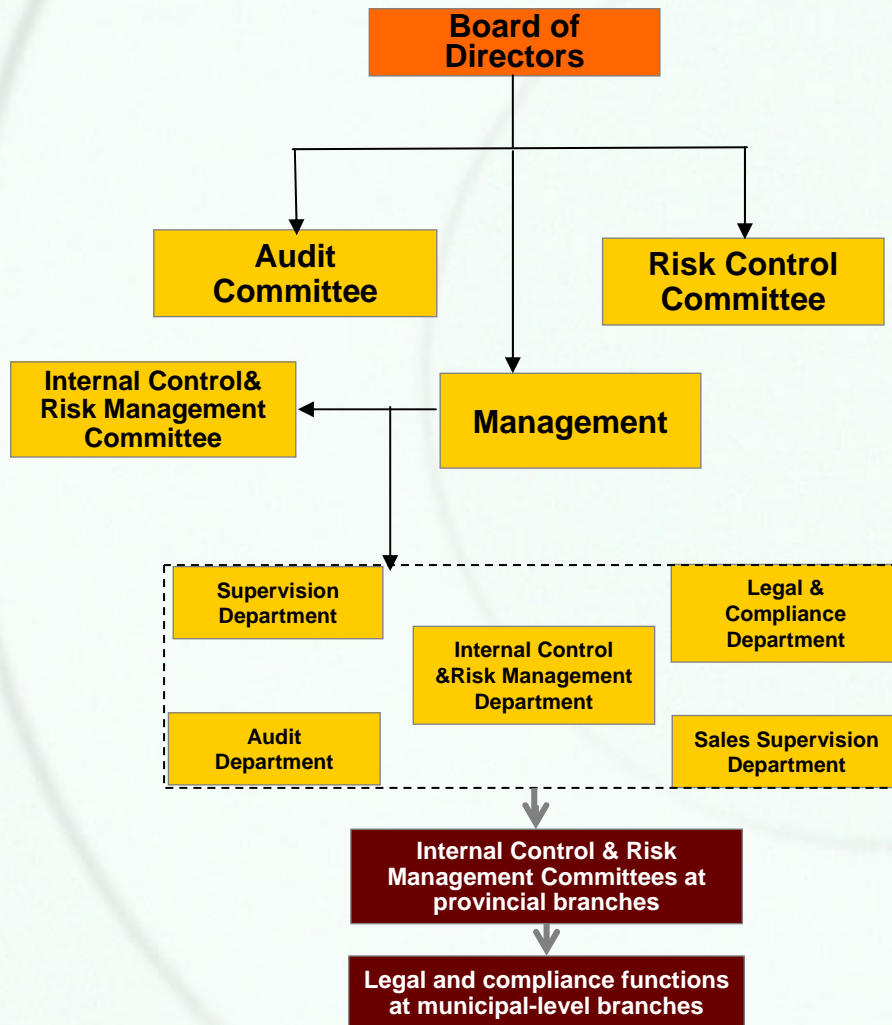 Board of
Directors
Audit
Committee
Risk Control
Committee
Internal Control&
Risk Management
Committee
Management
Supervision
Department
Legal &
Compliance
Department
Internal Control
&Risk Management
Department
Audit
Department
Sales Supervision
Department
Internal Control & Risk
Management Committees at
provincial branches
Legal and compliance functions
at municipal-level branches